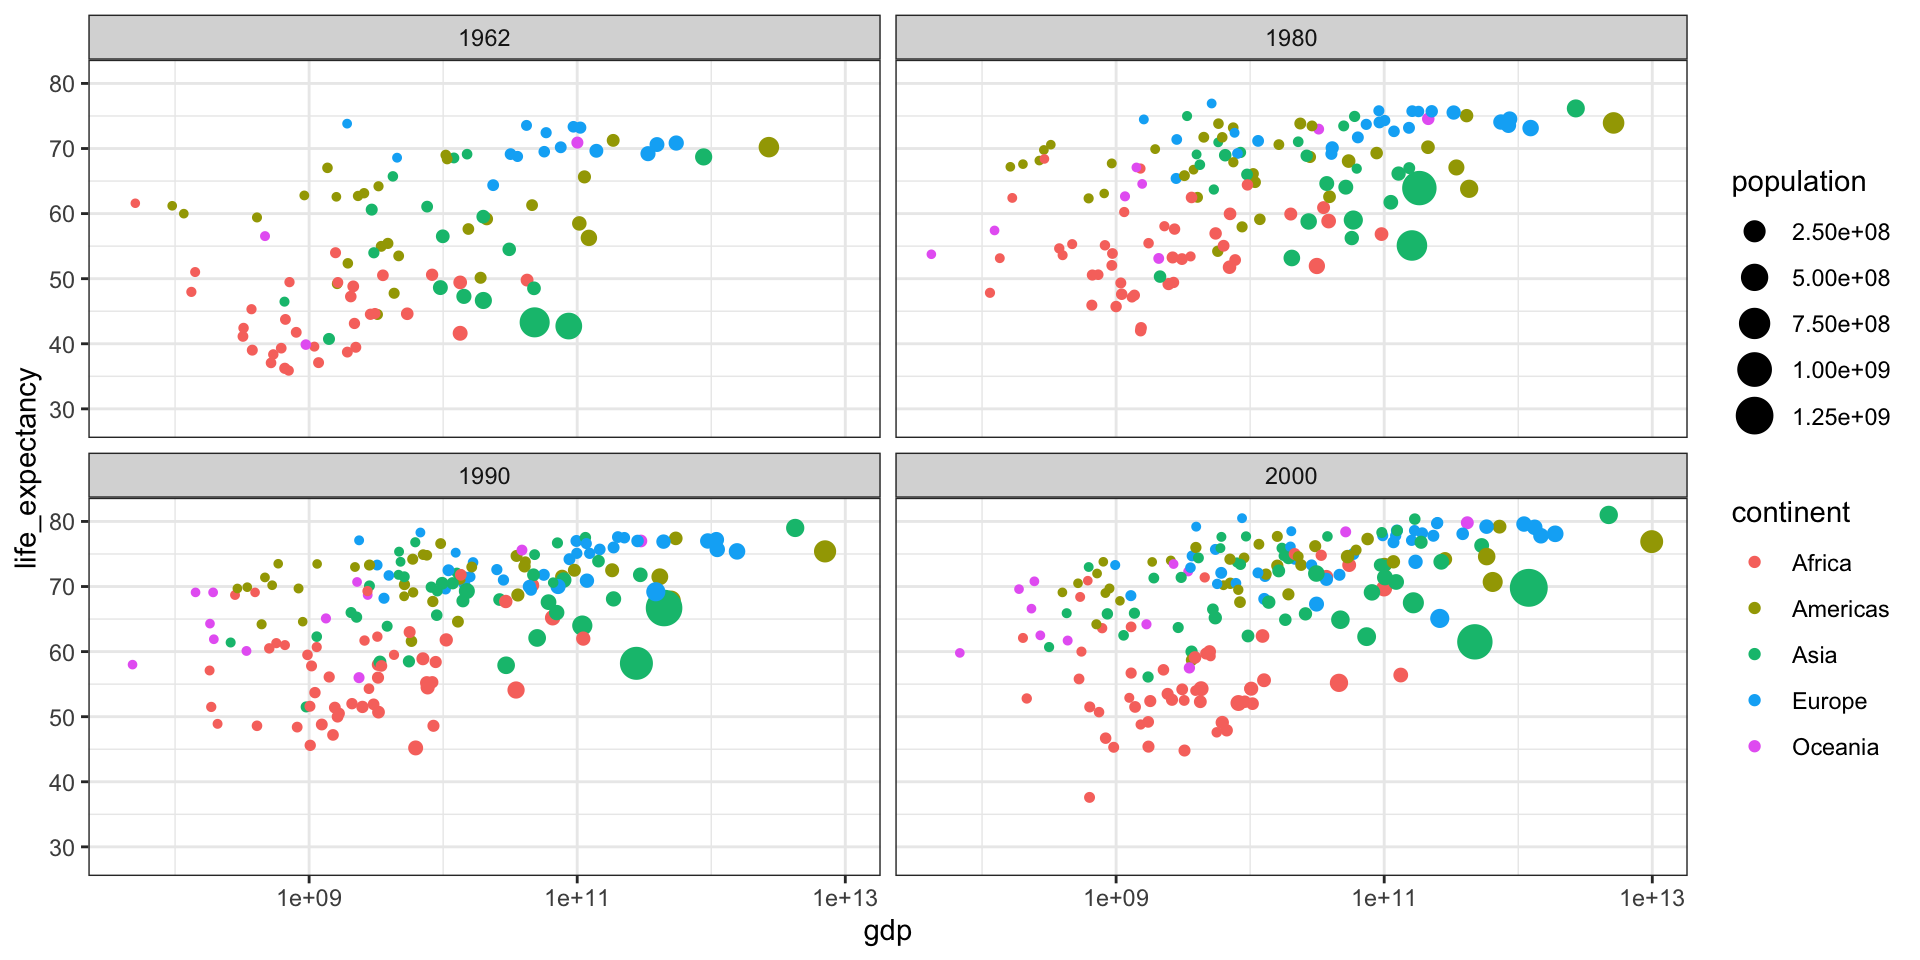 1962
1980
80
70
60
50
40
30
1990
2000
80
70
60
50
40
30
1e+09
1e+11
1e+13
1e+09
1e+11
1e+13
gdp
life_expectancy
population
2.50e+08
5.00e+08
7.50e+08
1.00e+09
1.25e+09
continent
Africa
Americas
Asia
Europe
Oceania